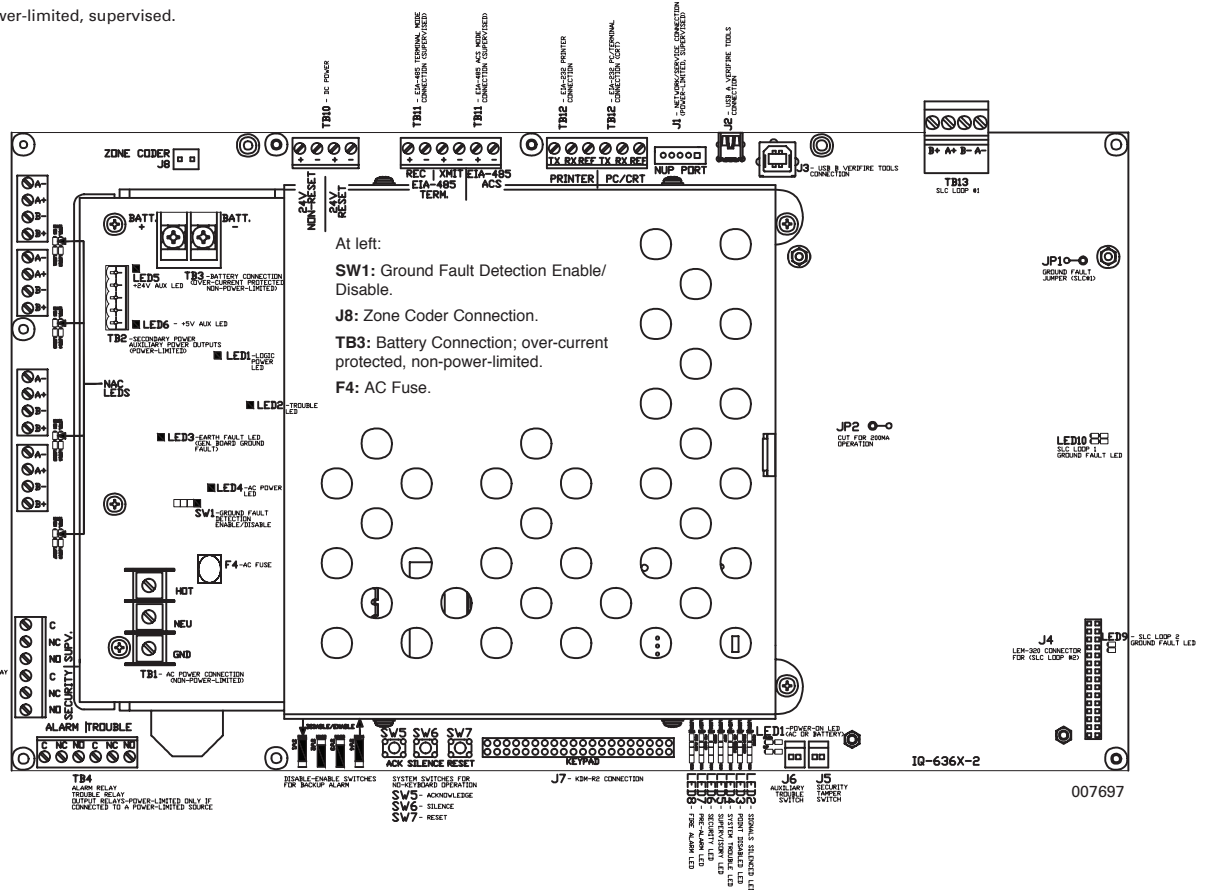 wer-limited, supervised.
TB10 - DC POWER
TB11 - EIA-485 TERMINAL MODE
CONNECTION (SUPERVISED)
TB11 - EIA-485 ACS MODE
CONNECTION (SUPERVISED)
TB12 - EIA-232 PRINTER
CONNECTION
TB12 - EIA-232 PC/TERMINAL
CONNECTION (CRT)
J1 - NETWORK/SERVICE CONNECTION
(POWER-LIMITED, SUPERVISED)
J2 - USB A VERIFIRE TOOLS
CONNECTION
ZONE CODER
J8
+ - + -
24V
NON-RESET
24V
RESET
+ - + - + -
REC | XMIT EIA-485
EIA-485 ACS
TERM.
TX RX REF TX RX REF
PRINTER PC/CRT
NUP PORT
J3 - USB B VERIFIRE TOOLS
CONNECTION
B+ A+ B- A-
TB13
SLC LOOP #1
A-
A+
B-
B+
A-
A+
B-
B+
A-
A+
B-
B+
A-
A+
B-
B+
NAC
LEDS
BATT.
+
BATT.
-
TB3 - BATTERY CONNECTION
(OVER-CURRENT PROTECTED
NON-POWER-LIMITED)
LED5
+24V AUX LED
LED6 - +5V AUX LED
TB2 - SECONDARY POWER
AUXILIARY POWER OUTPUTS
(POWER-LIMITED)
LED1 - LOGIC
POWER
LED
LED2 - TROUBLE
LED
LED3 - EARTH FAULT LED
(GEN. BOARD GROUND
FAULT)
LED4 - AC POWER
LED
SW1 - GROUND FAULT
DETECTION
ENABLE/DISABLE
F4 - AC FUSE
HOT
NEU
GND
TB1 - AC POWER CONNECTION
(NON-POWER-LIMITED)
At left:
SW1: Ground Fault Detection Enable/
Disable.
J8: Zone Coder Connection.
TB3: Battery Connection; over-current
protected, non-power-limited.
F4: AC Fuse.
JP1
GROUND FAULT
JUMPER (SLC#1)
JP2
CUT FOR 200MA
OPERATION
LED10
SLC LOOP 1
GROUND FAULT LED
J4
LEM-320 CONNECTOR
FOR (SLC LOOP #2)
LED9 - SLC LOOP 2
GROUND FAULT LED
C
NC
NO
C
NC
NO
SECURITY | SUPV.
ALARM | TROUBLE
C NC NO C NC NO
TB4
ALARM RELAY
TROUBLE RELAY
OUTPUT RELAYS-POWER-LIMITED ONLY IF
CONNECTED TO A POWER-LIMITED SOURCE
DISABLE/ENABLE
DISABLE-ENABLE SWITCHES
FOR BACKUP ALARM
SW5 SW6 SW7
ACK SILENCE RESET
SYSTEM SWITCHES FOR
NO-KEYBOARD OPERATION
SW5 - ACKNOWLEDGE
SW6 - SILENCE
SW7 - RESET
KEYPAD
J7 - KDM-R2 CONNECTION
LED8 - FIRE ALARM LED
LED7 - PRE-ALARM LED
LED6 - SECURITY LED
LED5 - SUPERVISORY LED
LED4 - SYSTEM TROUBLE LED
LED3 - POINT DISABLED LED
LED2 - SIGNALS SILENCED LED
LED1 - POWER-ON LED
(AC OR BATTERY)
J6
AUXILIARY
TROUBLE
SWITCH
J5
SECURITY
TAMPER
SWITCH
IQ-636X-2
007697